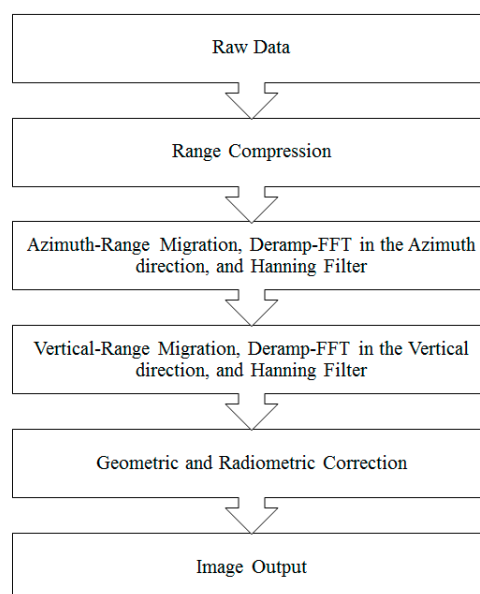 Raw Data
Range Compression
Azimuth-Range Migration, Deramp-FFT in the Azimuth
direction, and Hanning Filter
Vertical-Range Migration, Deramp-FFT in the Vertical
direction, and Hanning Filter
Geometric and Radiometric Correction
Image Output